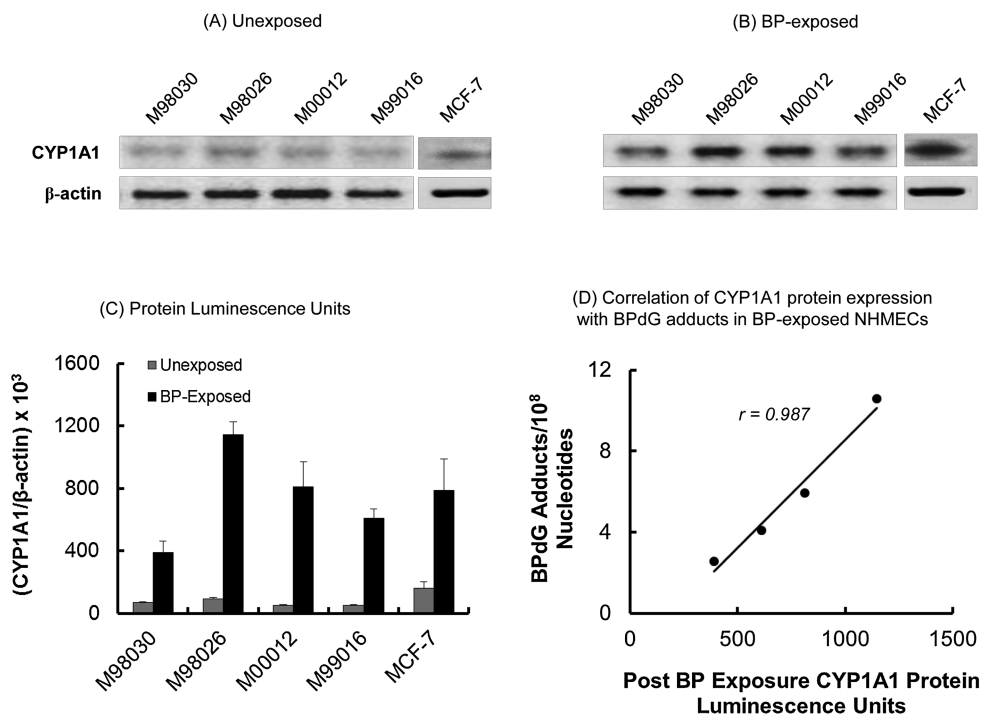 (A) Unexposed
M98030 M98026 M00012 M99016 MCF-7
CYP1A1
β-actin
(B) BP-exposed
M98030 M98026 M00012 M99016 MCF-7
(C) Protein Luminescence Units
(CYP1A1/β-actin) x 10³
1600
1200
800
400
0
Unexposed
BP-Exposed
M98030 M98026 M00012 M99016 MCF-7
(D) Correlation of CYP1A1 protein expression
with BPdG adducts in BP-exposed NHMECs
BPdG Adducts/10⁸
Nucleotides
12
8
4
0
r = 0.987
0 500 1000 1500
Post BP Exposure CYP1A1 Protein
Luminescence Units